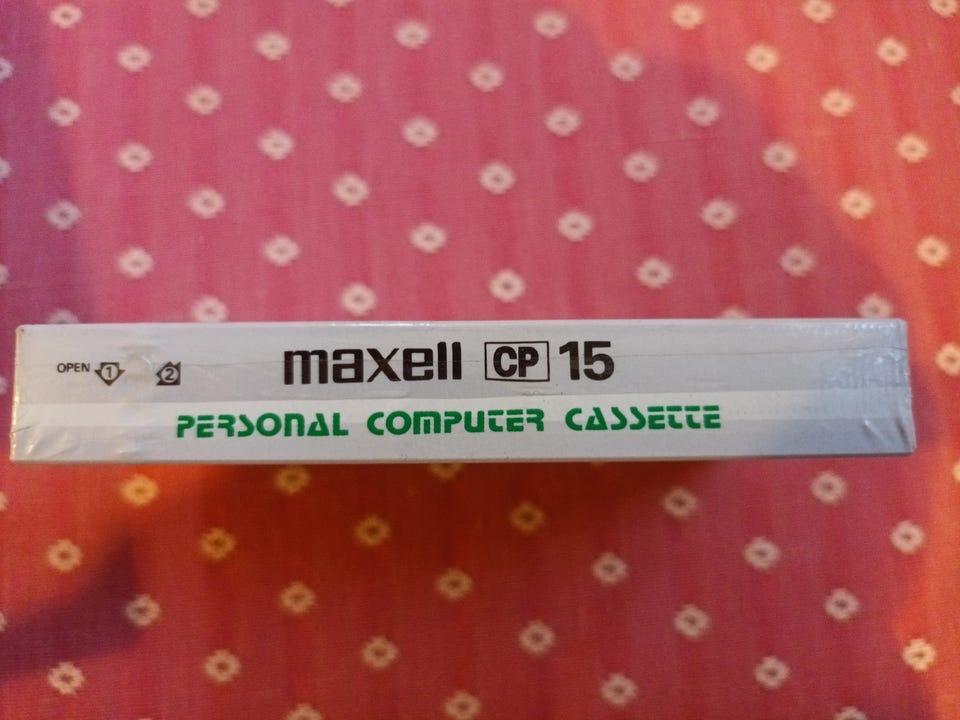 OPEN 1 2 maxell CP 15
PERSONAL COMPUTER CASSETTE